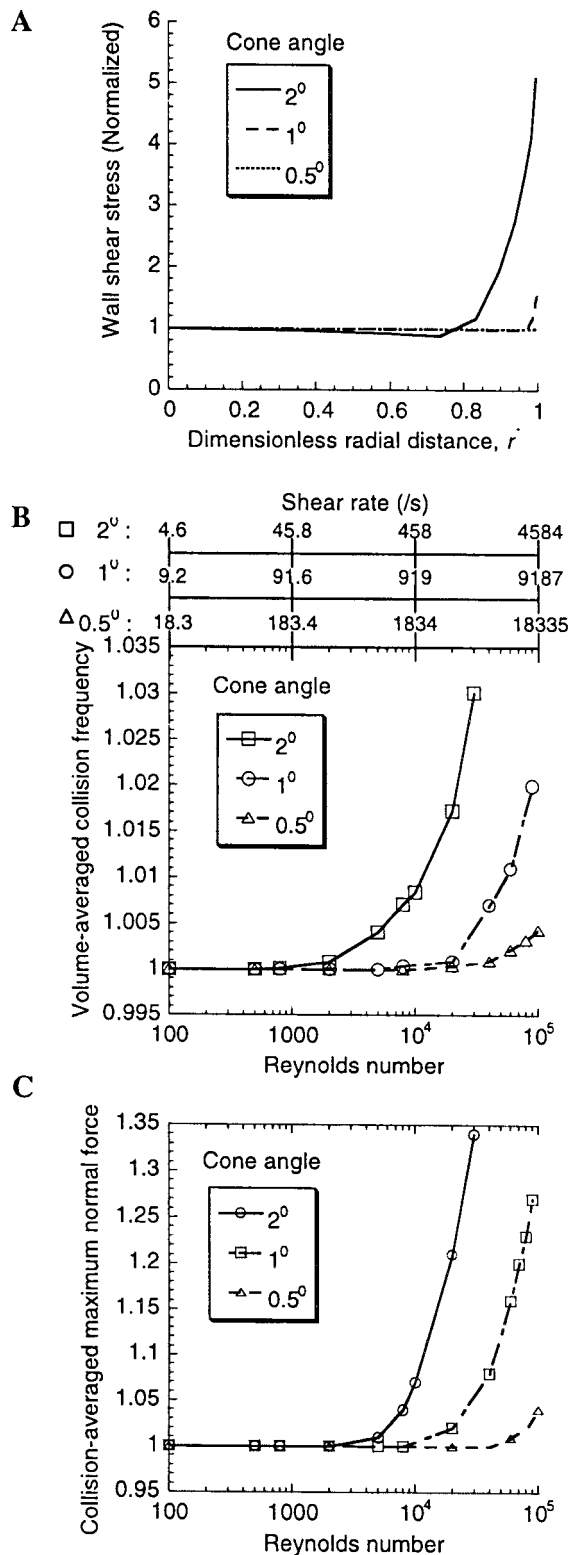 A
Wall shear stress (Normalized)
6
5
4
3
2
1
0
Cone angle
2⁰
1⁰
0.5⁰
0 0.2 0.4 0.6 0.8 1
Dimensionless radial distance, r*
B
Shear rate (/s)
2⁰ : 4.6 45.8 458 4584
1⁰ : 9.2 91.6 919 9187
0.5⁰ : 18.3 183.4 1834 18335
Volume-averaged collision frequency
1.035
1.03
1.02
1.015
1.01
1.005
1
0.995
Cone angle
2⁰
1⁰
0.5⁰
100 1000 10⁴ 10⁵
Reynolds number
C
Collision-averaged maximum normal force
1.35
1.3
1.25
1.2
1.15
1.1
1.05
1
0.95
Cone angle
2⁰
1⁰
0.5⁰
100 1000 10⁴ 10⁵
Reynolds number